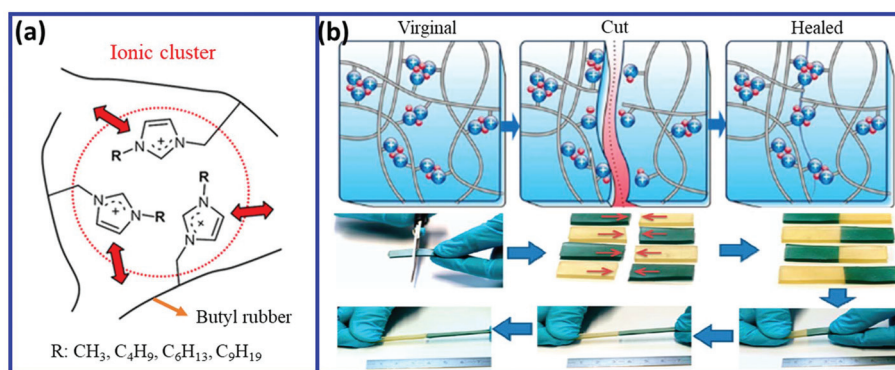 (a)
Ionic cluster
R
N
N
+
R
N
N
+
R
N
N
+
Butyl rubber
R: CH₃, C₄H₉, C₆H₁₃, C₉H₁₉
(b)
Virginal
Cut
Healed